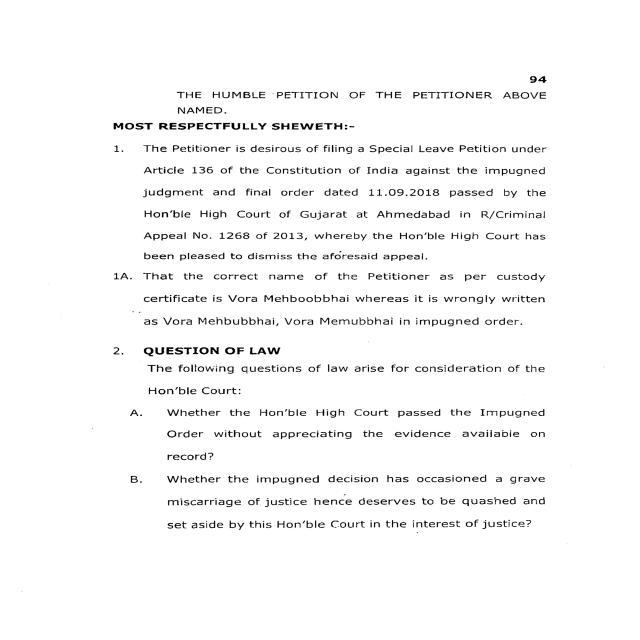 94
THE HUMBLE PETITION OF THE PETITIONER ABOVE
NAMED.
MOST RESPECTFULLY SHEWETH:-
1. The Petitioner is desirous of filing a Special Leave Petition under
Article 136 of the Constitution of India against the impugned
judgment and final order dated 11.09.2018 passed by the
Hon'ble High Court of Gujarat at Ahmedabad in R/Criminal
Appeal No. 1268 of 2013, whereby the Hon'ble High Court has
been pleased to dismiss the aforesaid appeal.
1A. That the correct name of the Petitioner as per custody
certificate is Vora Mehboobbhai whereas it is wrongly written
as Vora Mehbubbhai, Vora Memubbhai in impugned order.
2. QUESTION OF LAW
The following questions of law arise for consideration of the
Hon'ble Court:
A. Whether the Hon'ble High Court passed the Impugned
Order without appreciating the evidence available on
record?
B. Whether the impugned decision has occasioned a grave
miscarriage of justice hence deserves to be quashed and
set aside by this Hon'ble Court in the interest of justice?